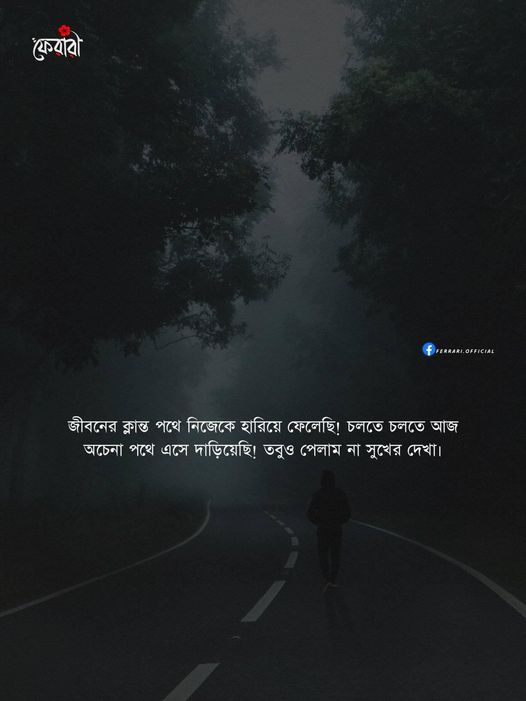 ফেরারী
FERRARI.OFFICIAL
জীবনের ক্লান্ত পথে নিজেকে হারিয়ে ফেলেছি! চলতে চলতে আজ
অচেনা পথে এসে দাড়িয়েছি! তবুও পেলাম না সুখের দেখা।